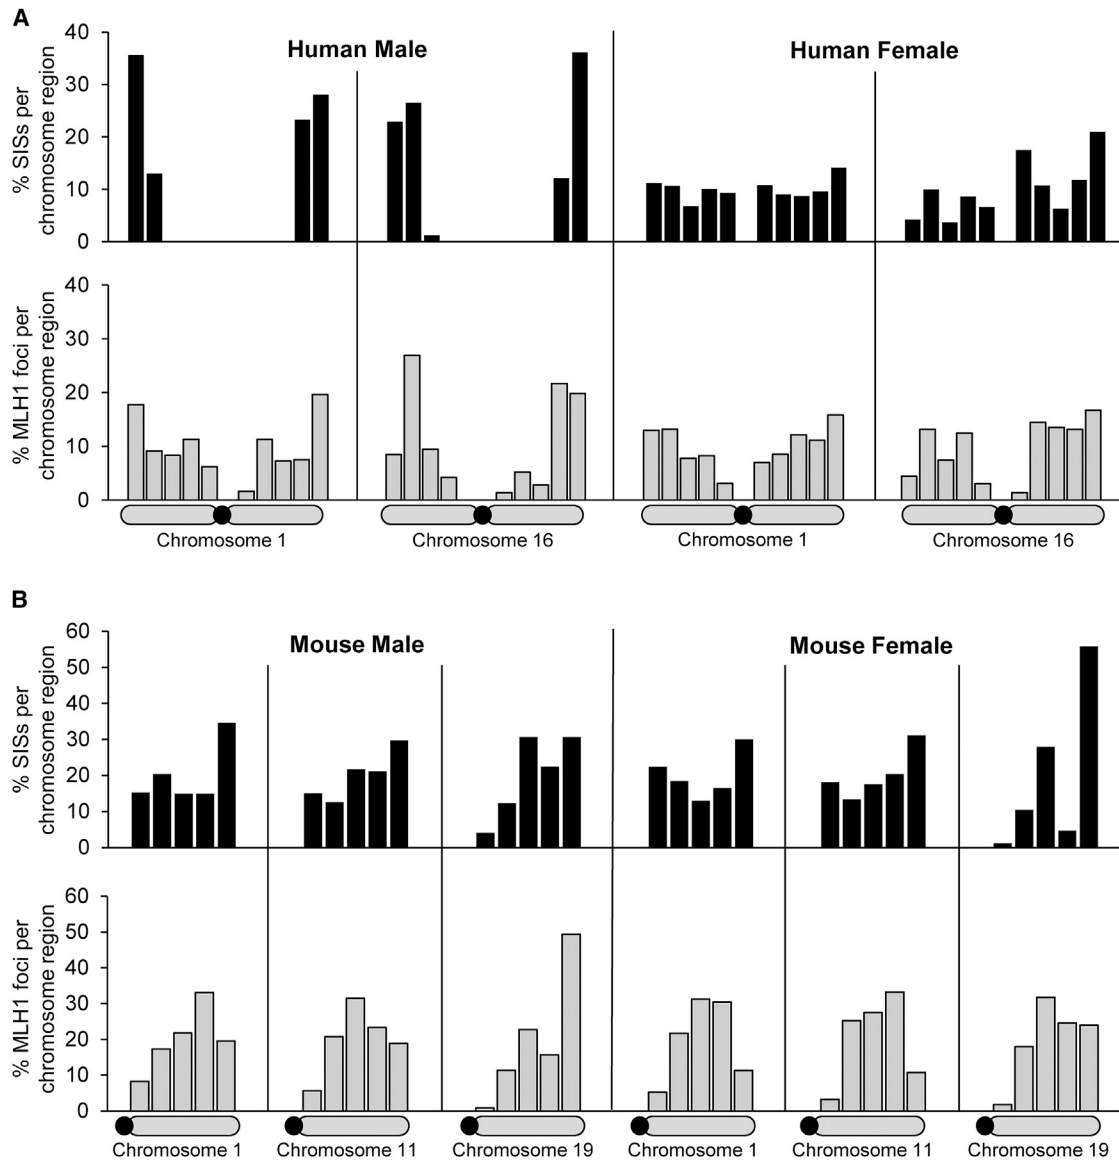 A
Human Male
Human Female
% SISs per
chromosome region
40
30
20
10
0
% MLH1 foci per
chromosome region
40
30
20
10
0
Chromosome 1
Chromosome 16
Chromosome 1
Chromosome 16
B
Mouse Male
Mouse Female
% SISs per
chromosome region
60
50
40
30
20
10
0
% MLH1 foci per
chromosome region
60
50
40
30
20
10
0
Chromosome 1
Chromosome 11
Chromosome 19
Chromosome 1
Chromosome 11
Chromosome 19